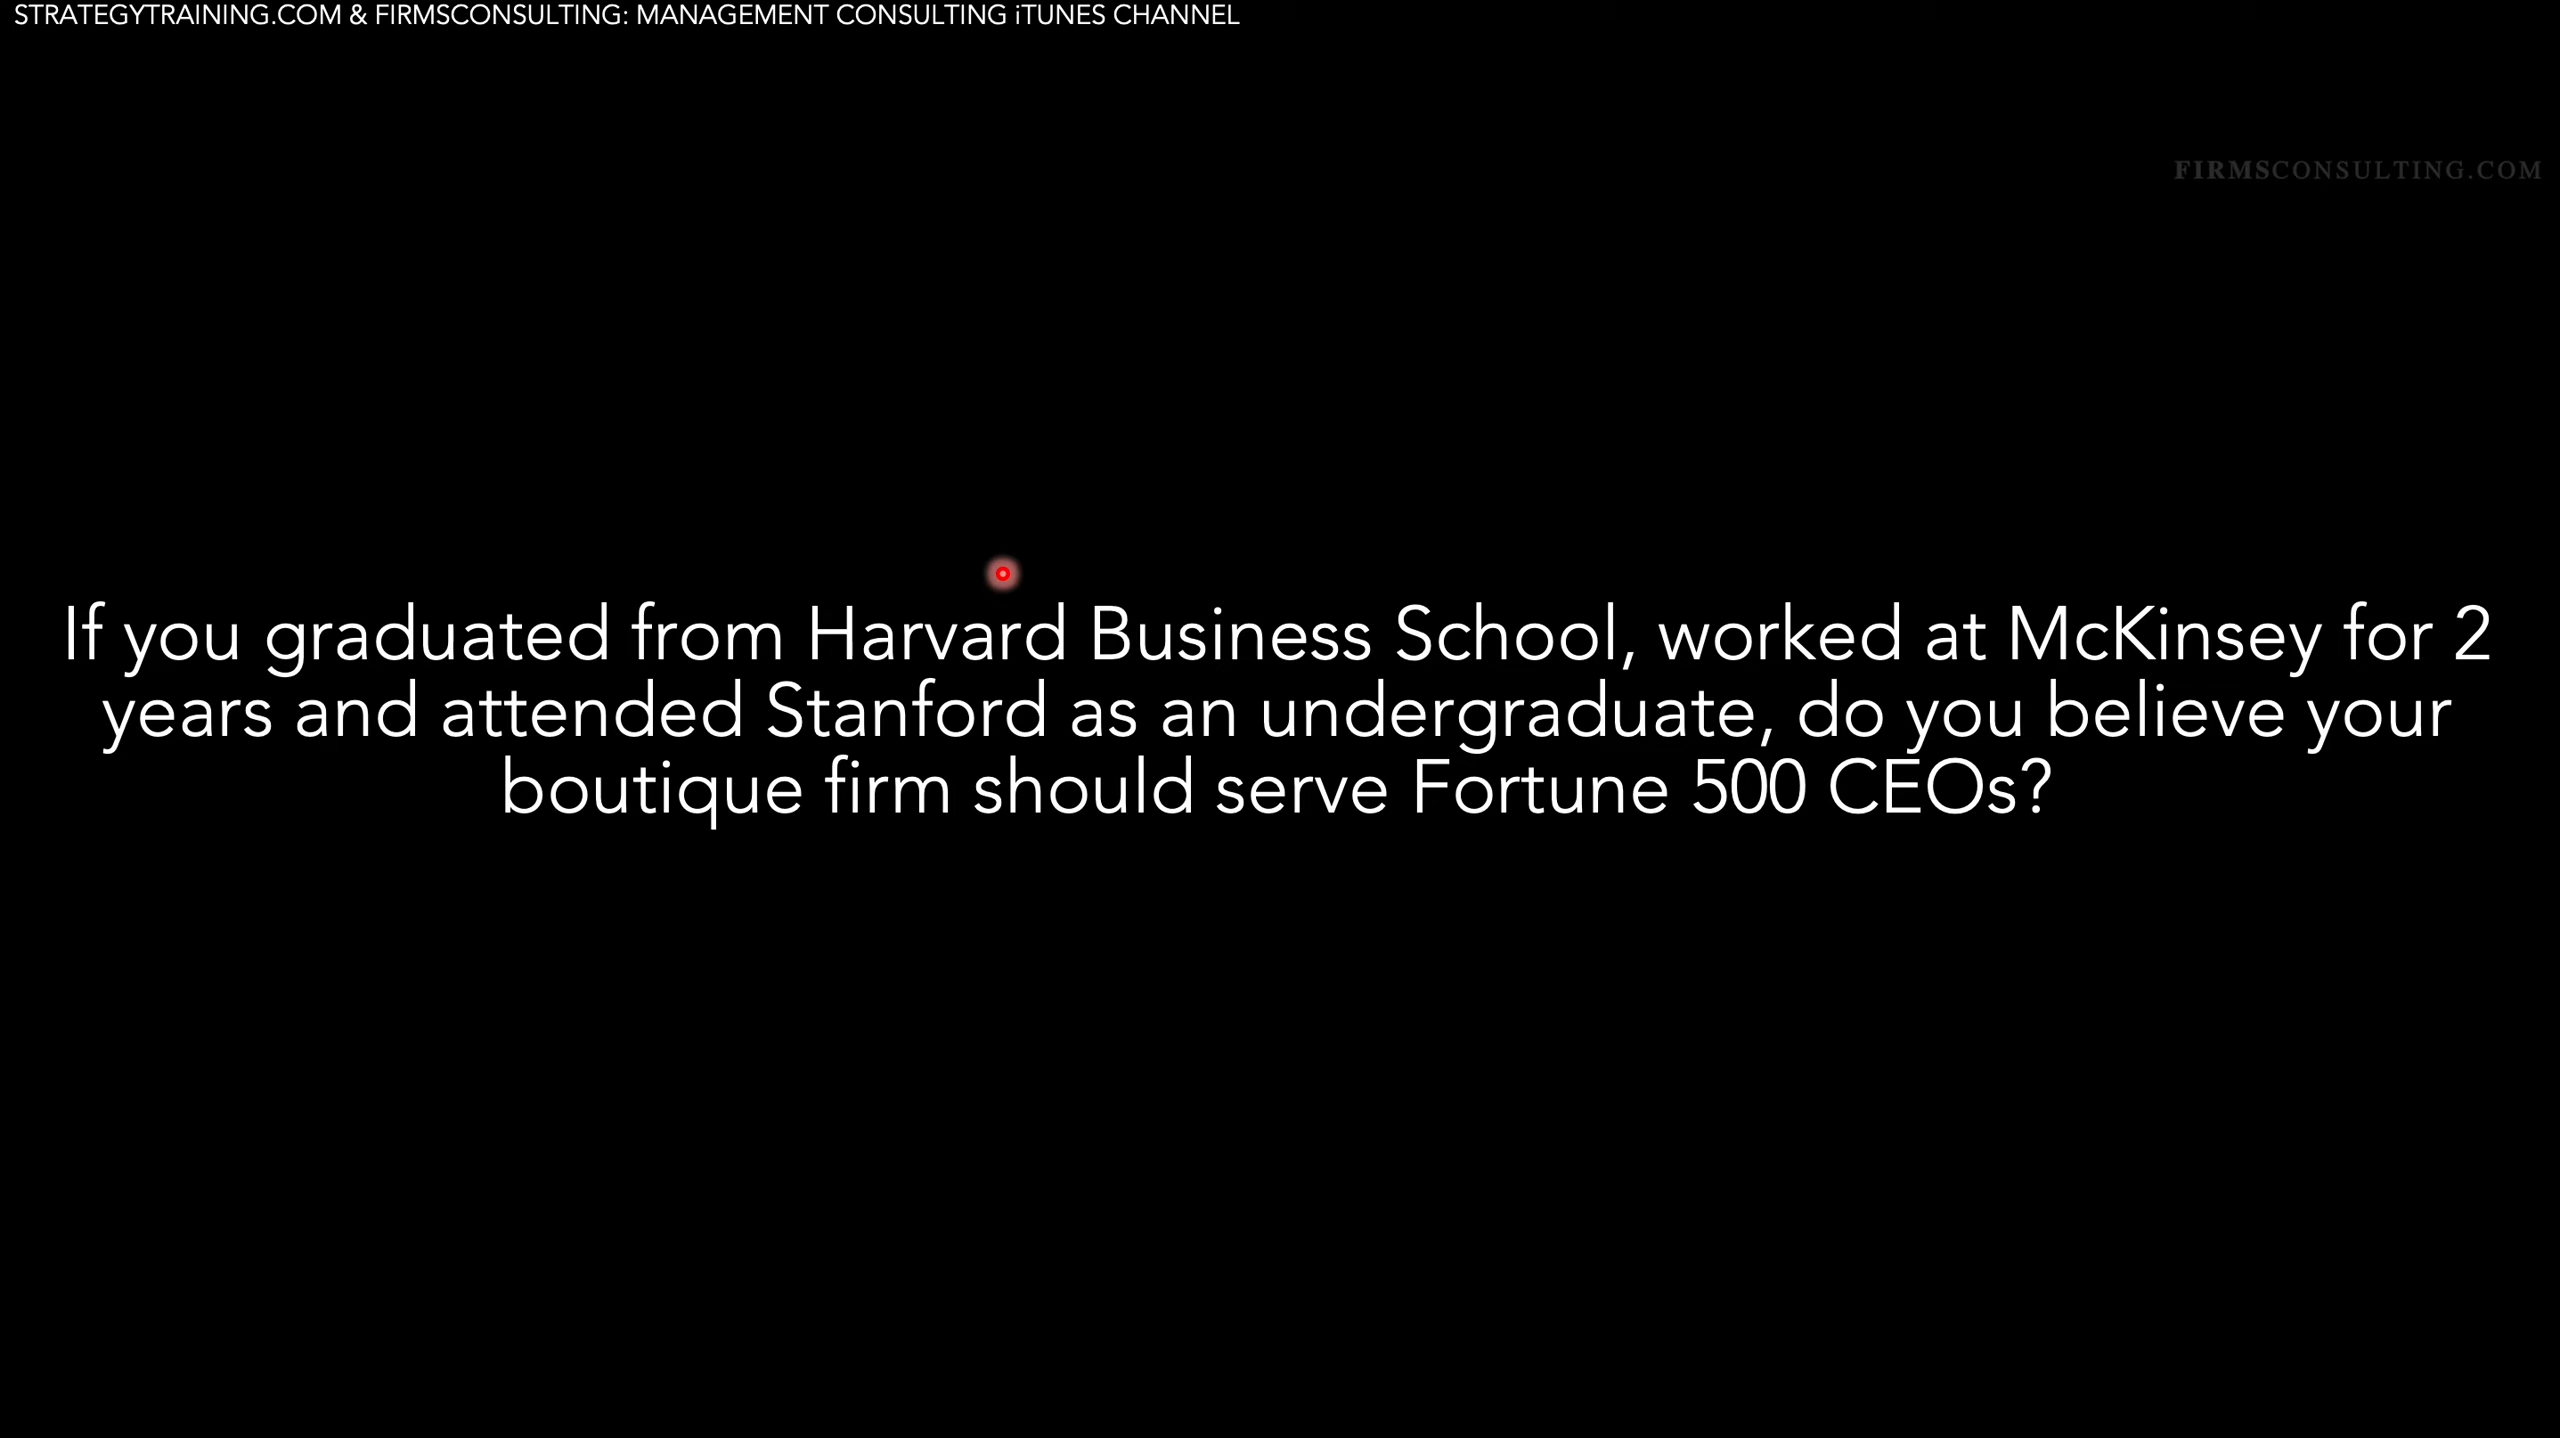 STRATEGYTRAINING.COM & FIRMSCONSULTING: MANAGEMENT CONSULTING iTUNES CHANNEL
FIRMSCONSULTING.COM
If you graduated from Harvard Business School, worked at McKinsey for 2
years and attended Stanford as an undergraduate, do you believe your
boutique firm should serve Fortune 500 CEOs?